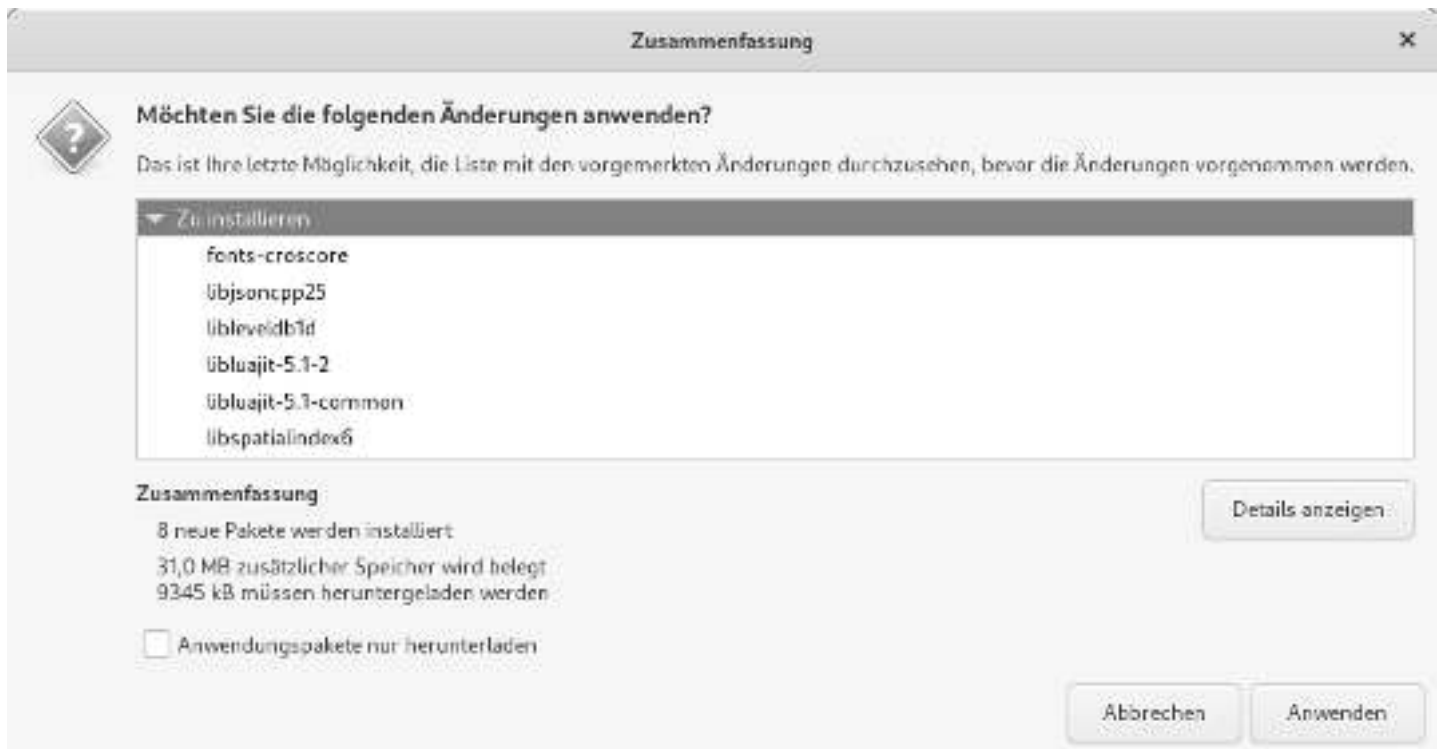 Zusammenfassung
Möchten Sie die folgenden Änderungen anwenden?
Das ist Ihre letzte Möglichkeit, die Liste mit den vorgemerkten Änderungen durchzusehen, bevor die Änderungen vorgenommen werden.
Zu installieren
fonts-croscore
libjsoncpp25
libleveldb1d
libluajit-5.1-2
libluajit-5.1-common
libspatialindex6
Zusammenfassung
Details anzeigen
8 neue Pakete werden installiert
31,0 MB zusätzlicher Speicher wird belegt
9345 kB müssen heruntergeladen werden
Anwendungspakete nur herunterladen
Abbrechen
Anwenden